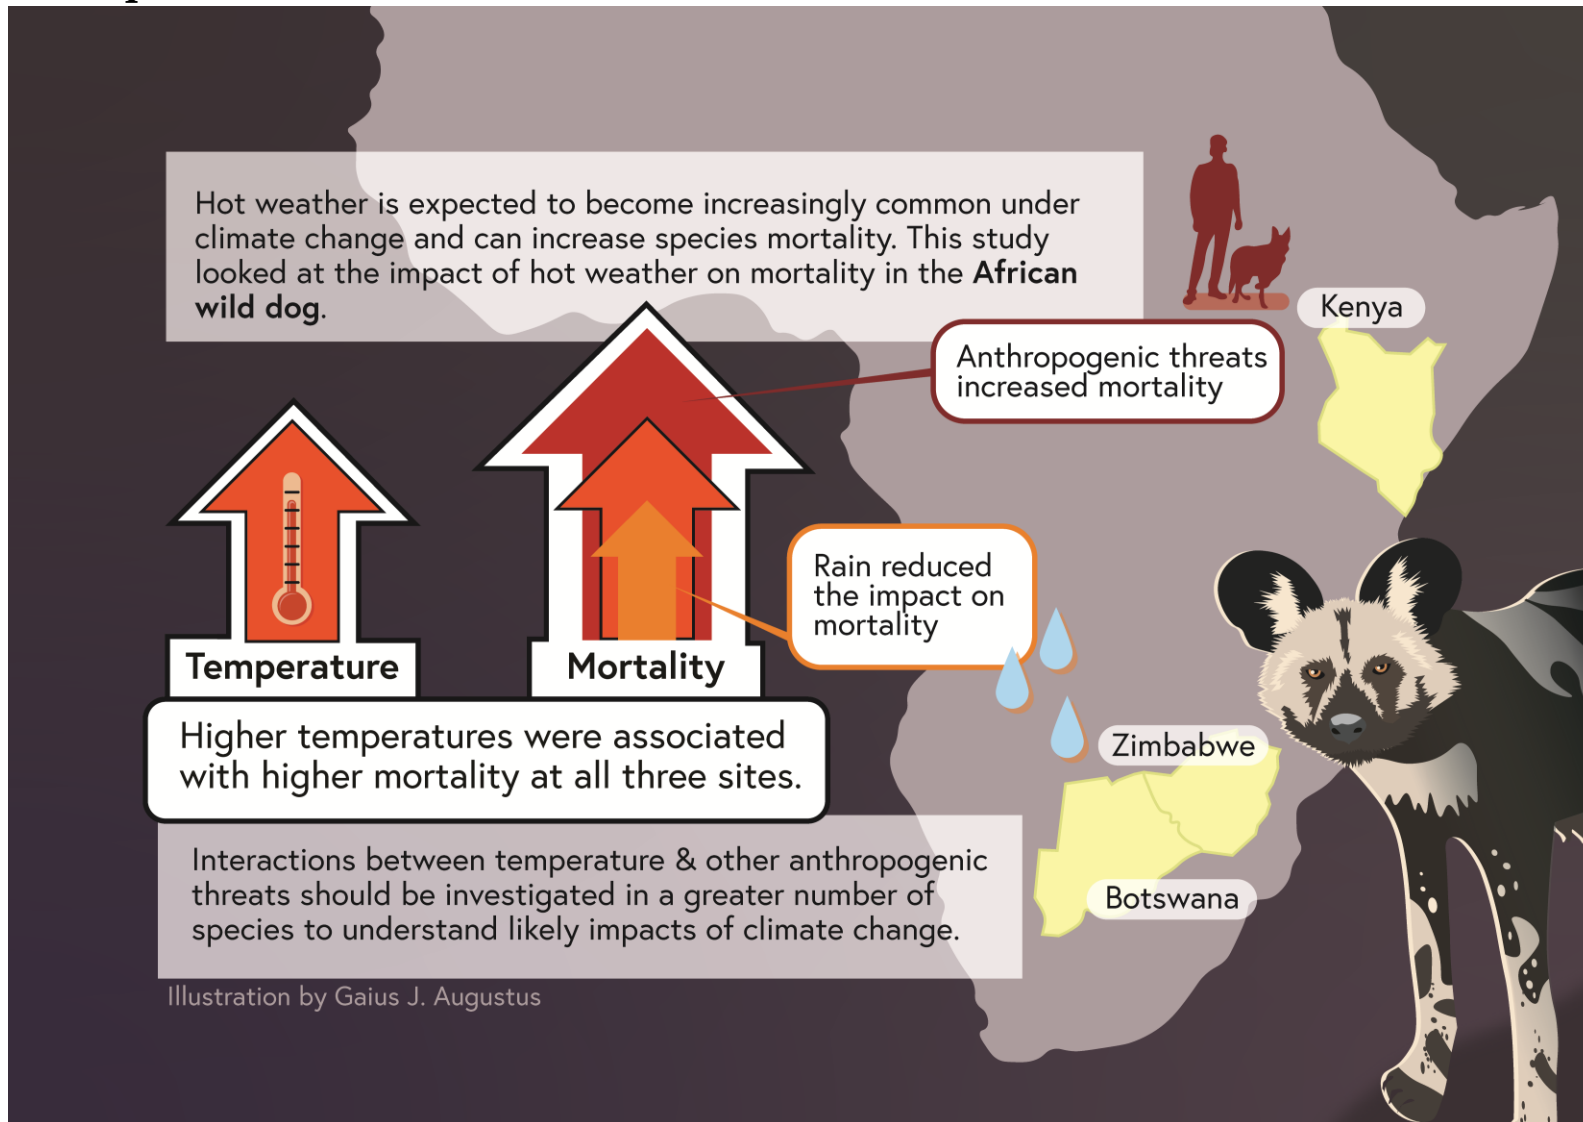 Hot weather is expected to become increasingly common under
climate change and can increase species mortality. This study
looked at the impact of hot weather on mortality in the African
wild dog.
Kenya
Anthropogenic threats
increased mortality
Rain reduced
the impact on
mortality
Temperature
Mortality
Higher temperatures were associated
with higher mortality at all three sites.
Zimbabwe
Botswana
Interactions between temperature & other anthropogenic
threats should be investigated in a greater number of
species to understand likely impacts of climate change.
Illustration by Gaius J. Augustus